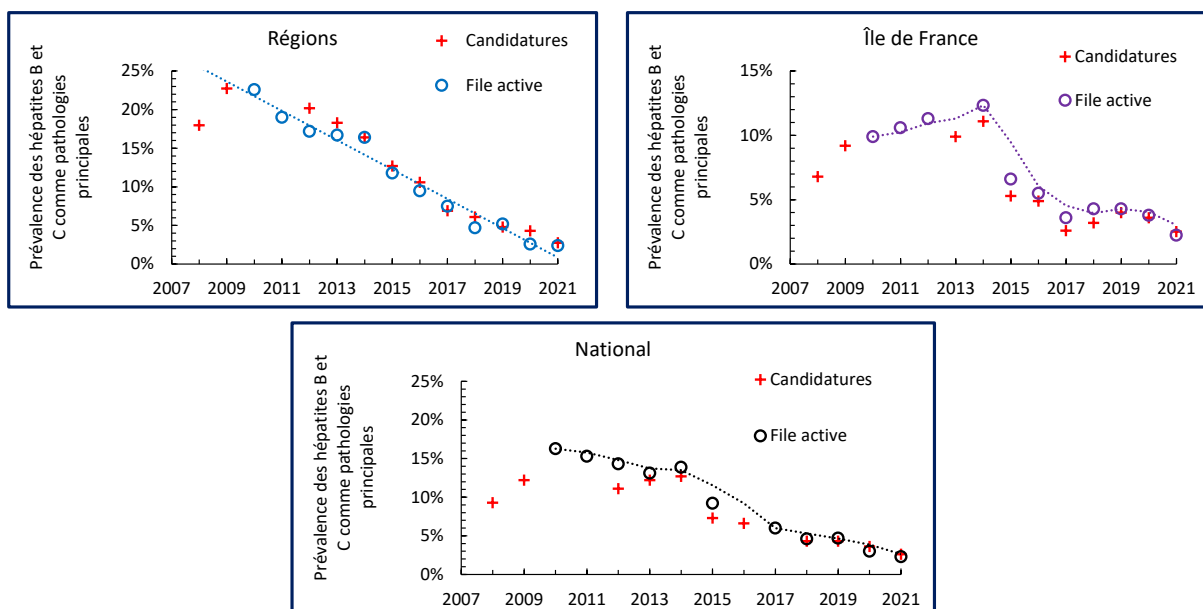 Régions
Candidatures
File active
Prévalence des hépatites B et
C comme pathologies
principales
25%
20%
15%
10%
5%
0%
2007 2009 2011 2013 2015 2017 2019 2021
Île de France
Candidatures
File active
Prévalence des hépatites B et
C comme pathologies
principales
15%
10%
5%
0%
2007 2009 2011 2013 2015 2017 2019 2021
National
Candidatures
File active
Prévalence des hépatites B et
C comme pathologies
principales
25%
20%
15%
10%
5%
0%
2007 2009 2011 2013 2015 2017 2019 2021